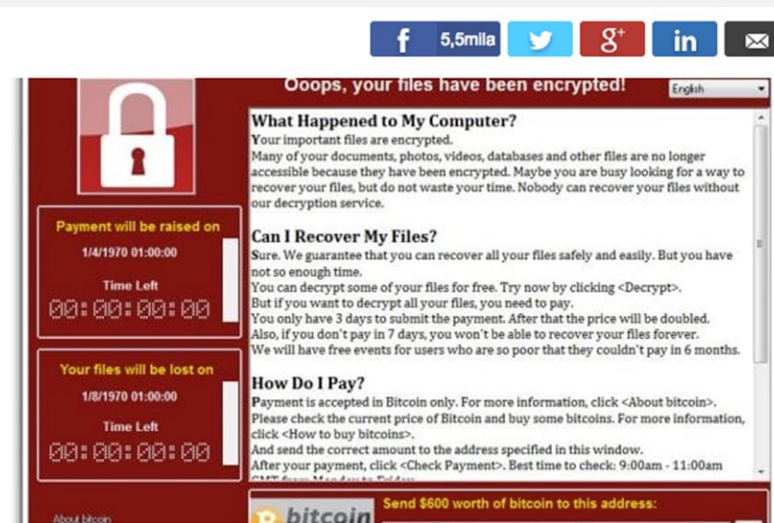 f 5,5mila g+ in
Ooops, your files have been encrypted!
English
What Happened to My Computer?
Your important files are encrypted.
Many of your documents, photos, videos, databases and other files are no longer
accessible because they have been encrypted. Maybe you are busy looking for a way to
recover your files, but do not waste your time. Nobody can recover your files without
our decryption service.
Payment will be raised on
1/4/1970 01:00:00
Time Left
00:00:00:00
Can I Recover My Files?
Sure. We guarantee that you can recover all your files safely and easily. But you have
not so enough time.
You can decrypt some of your files for free. Try now by clicking <Decrypt>.
But if you want to decrypt all your files, you need to pay.
You only have 3 days to submit the payment. After that the price will be doubled.
Also, if you don't pay in 7 days, you won't be able to recover your files forever.
We will have free events for users who are so poor that they couldn't pay in 6 months.
Your files will be lost on
1/8/1970 01:00:00
Time Left
00:00:00:00
How Do I Pay?
Payment is accepted in Bitcoin only. For more information, click <About bitcoin>.
Please check the current price of Bitcoin and buy some bitcoins. For more information,
click <How to buy bitcoins>.
And send the correct amount to the address specified in this window.
After your payment, click <Check Payment>. Best time to check: 9:00am - 11:00am
GMT from Monday to Friday.
About bitcoin
bitcoin
Send $600 worth of bitcoin to this address: